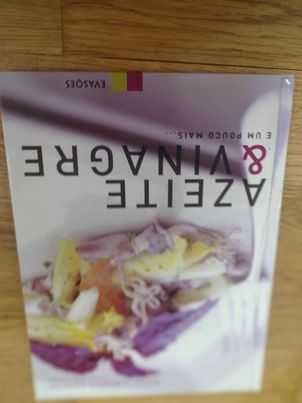 AZEITE
& VINAGRE
E UM POUCO MAIS...
EVASÕES